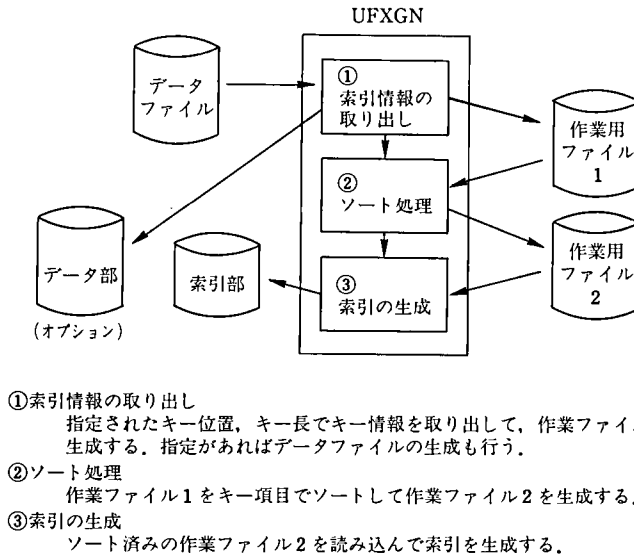 UFXGN
データ
ファイル
①
索引情報の
取り出し
作業用
ファイル
1
②
ソート処理
データ部
(オプション)
索引部
③
索引の生成
作業用
ファイル
2
①索引情報の取り出し
指定されたキー位置，キー長でキー情報を取り出して，作業ファイ
生成する．指定があればデータファイルの生成も行う．
②ソート処理
作業ファイル1をキー項目でソートして作業ファイル2を生成する．
③索引の生成
ソート済みの作業ファイル2を読み込んで索引を生成する．